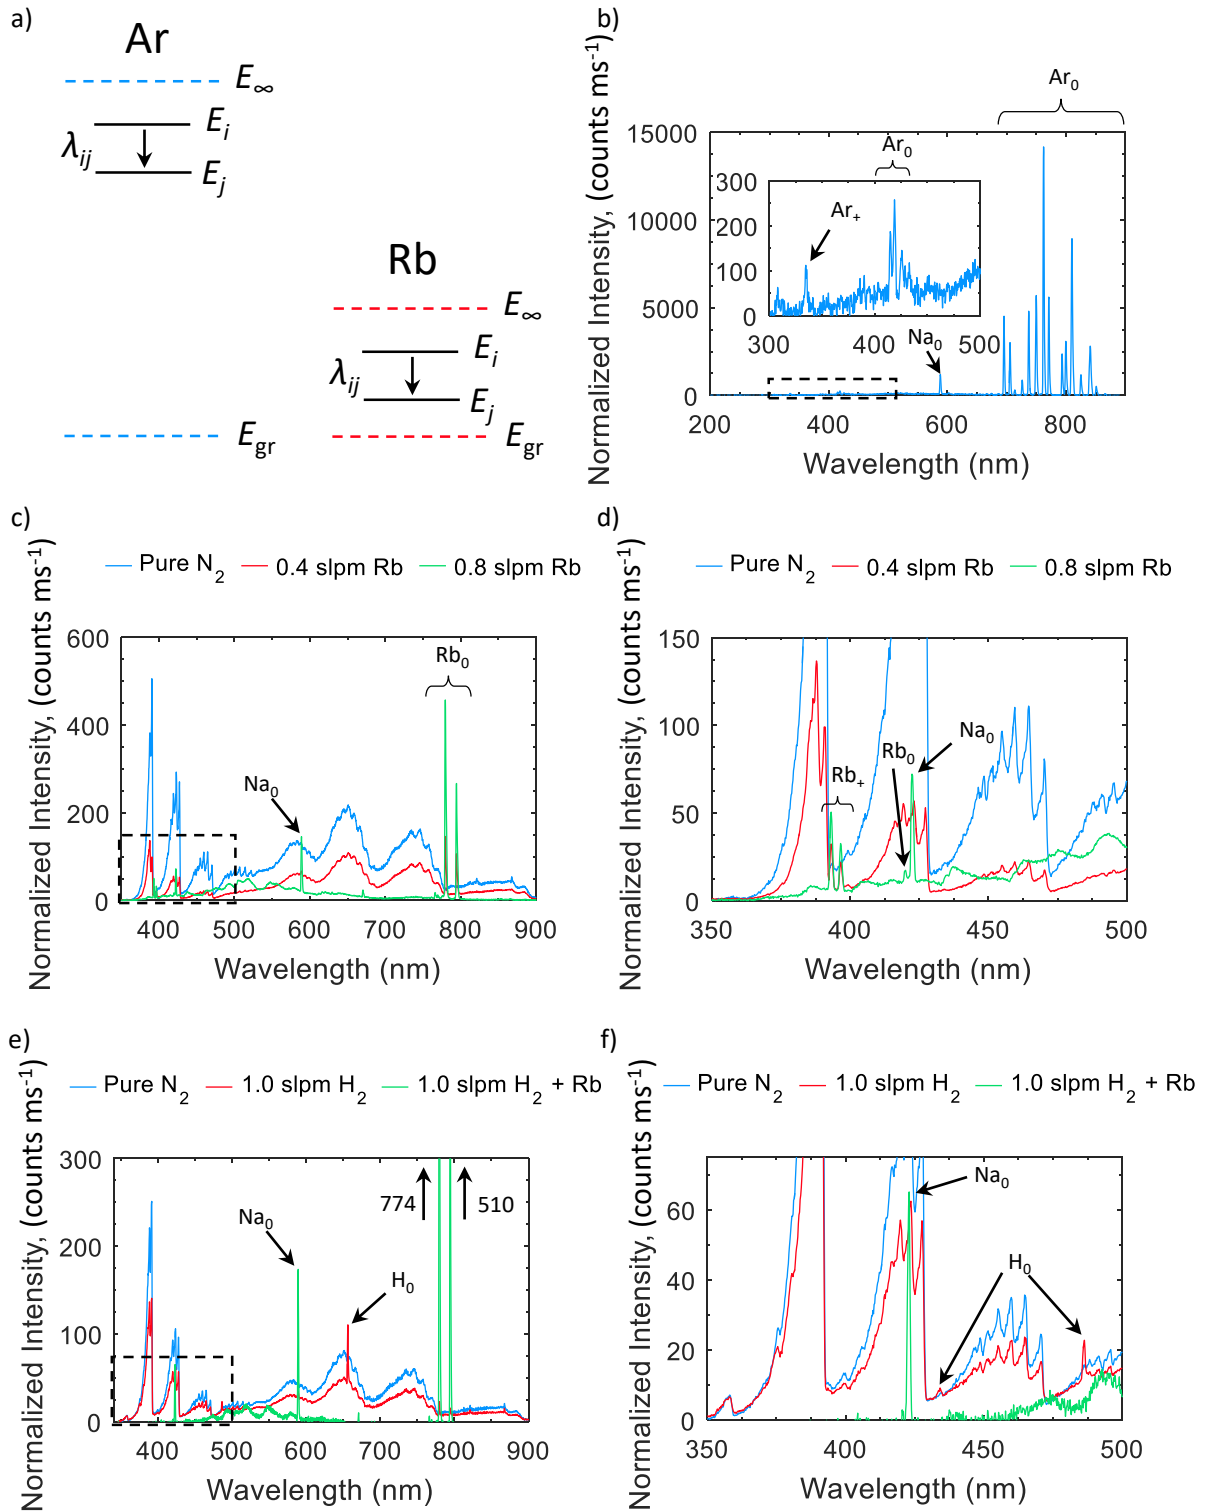 a)
Ar
E∞
Ei
λij
Ej
Rb
E∞
Ei
λij
Ej
Egr
Egr
b)
Ar0
Normalized Intensity, (counts ms-1)
15000
10000
5000
0
200
400
600
800
Wavelength (nm)
300
200
100
0
300
400
500
Ar+
Ar0
Na0
c)
Pure N2
0.4 slpm Rb
0.8 slpm Rb
Normalized Intensity, (counts ms-1)
600
400
200
0
400
500
600
700
800
900
Wavelength (nm)
Na0
Rb0
d)
Pure N2
0.4 slpm Rb
0.8 slpm Rb
Normalized Intensity, (counts ms-1)
150
100
50
0
350
400
450
500
Wavelength (nm)
Rb+
Rb0
Na0
e)
Pure N2
1.0 slpm H2
1.0 slpm H2 + Rb
Normalized Intensity, (counts ms-1)
300
200
100
0
400
500
600
700
800
900
Wavelength (nm)
Na0
H0
774
510
f)
Pure N2
1.0 slpm H2
1.0 slpm H2 + Rb
Normalized Intensity, (counts ms-1)
60
40
20
0
350
400
450
500
Wavelength (nm)
Na0
H0